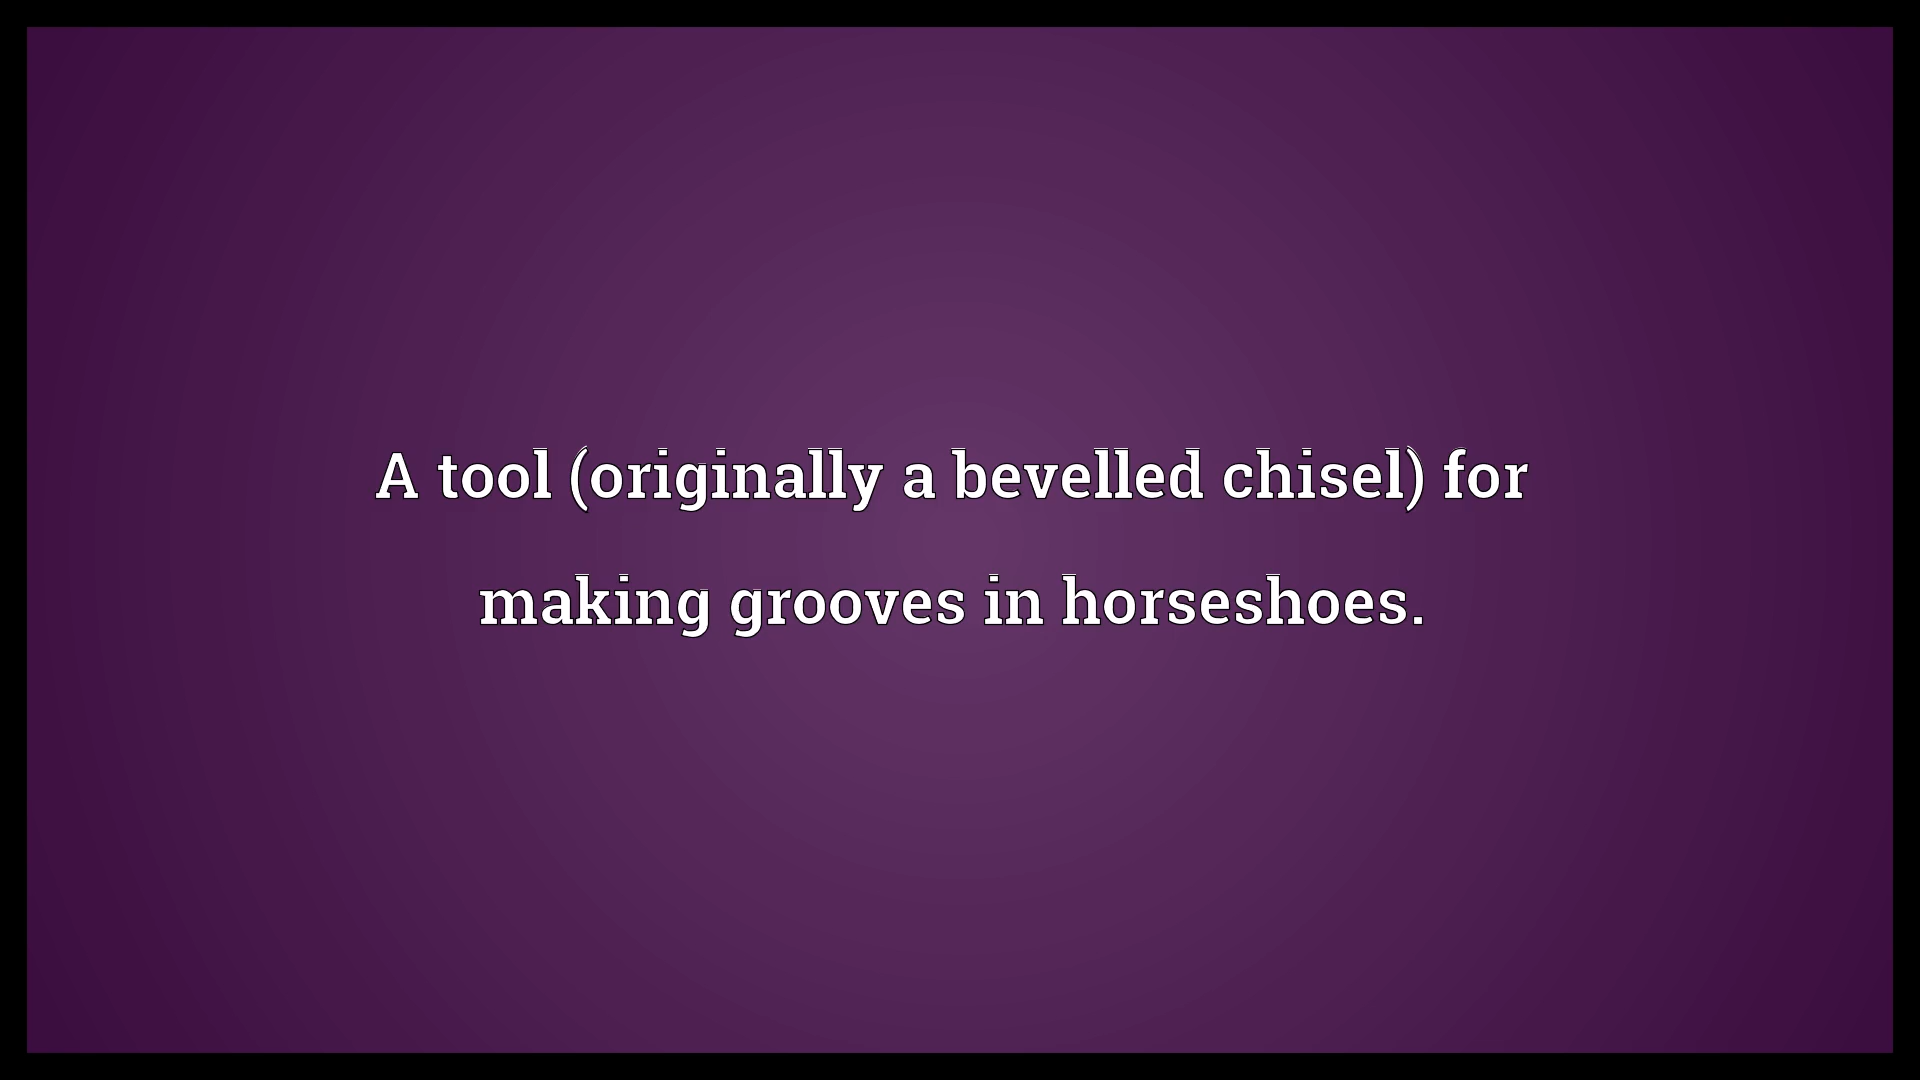 A tool (originally a bevelled chisel) for
making grooves in horseshoes.